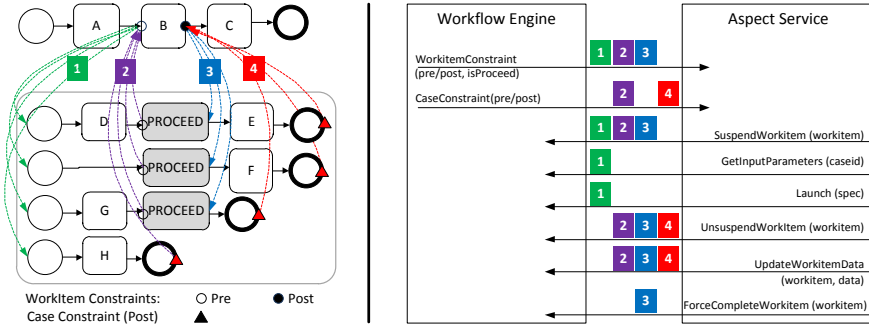 A
B
C
1
2
3
4
D
PROCEED
E
PROCEED
F
G
PROCEED
H
WorkItem Constraints:
Pre
Post
Case Constraint (Post)
Workflow Engine
Aspect Service
WorkitemConstraint
(pre/post, isProceed)
1 2 3
CaseConstraint(pre/post)
2 4
1 2 3
SuspendWorkitem (workitem)
1
GetInputParameters (caseid)
1
Launch (spec)
2 3 4
UnsuspendWorkItem (workitem)
2 3 4
UpdateWorkitemData
(workitem, data)
3
ForceCompleteWorkitem (workitem)